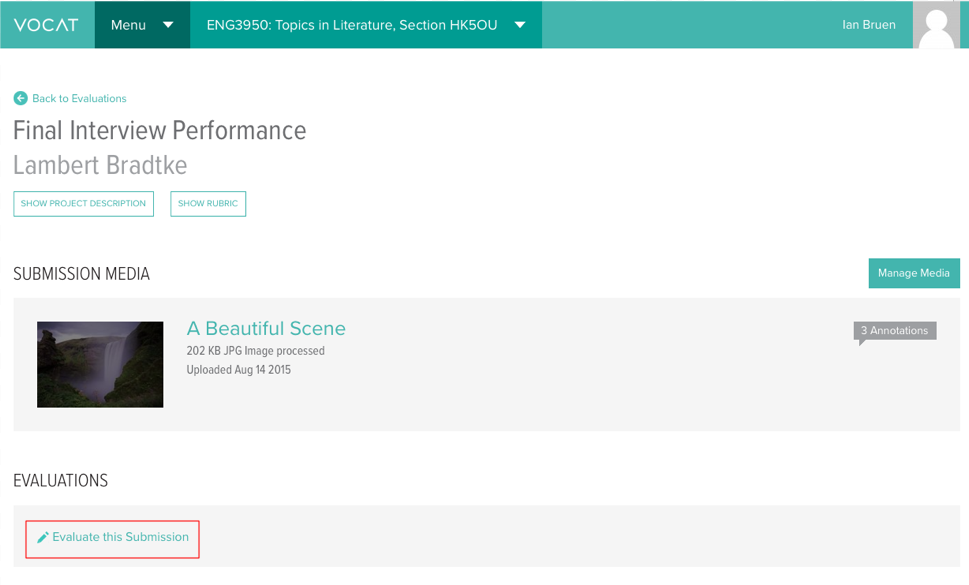 VOCAT
Menu
ENG3950: Topics in Literature, Section HK5OU
Ian Bruen
Back to Evaluations
Final Interview Performance
Lambert Bradtke
SHOW PROJECT DESCRIPTION
SHOW RUBRIC
SUBMISSION MEDIA
Manage Media
A Beautiful Scene
3 Annotations
202 KB JPG Image processed
Uploaded Aug 14 2015
EVALUATIONS
Evaluate this Submission